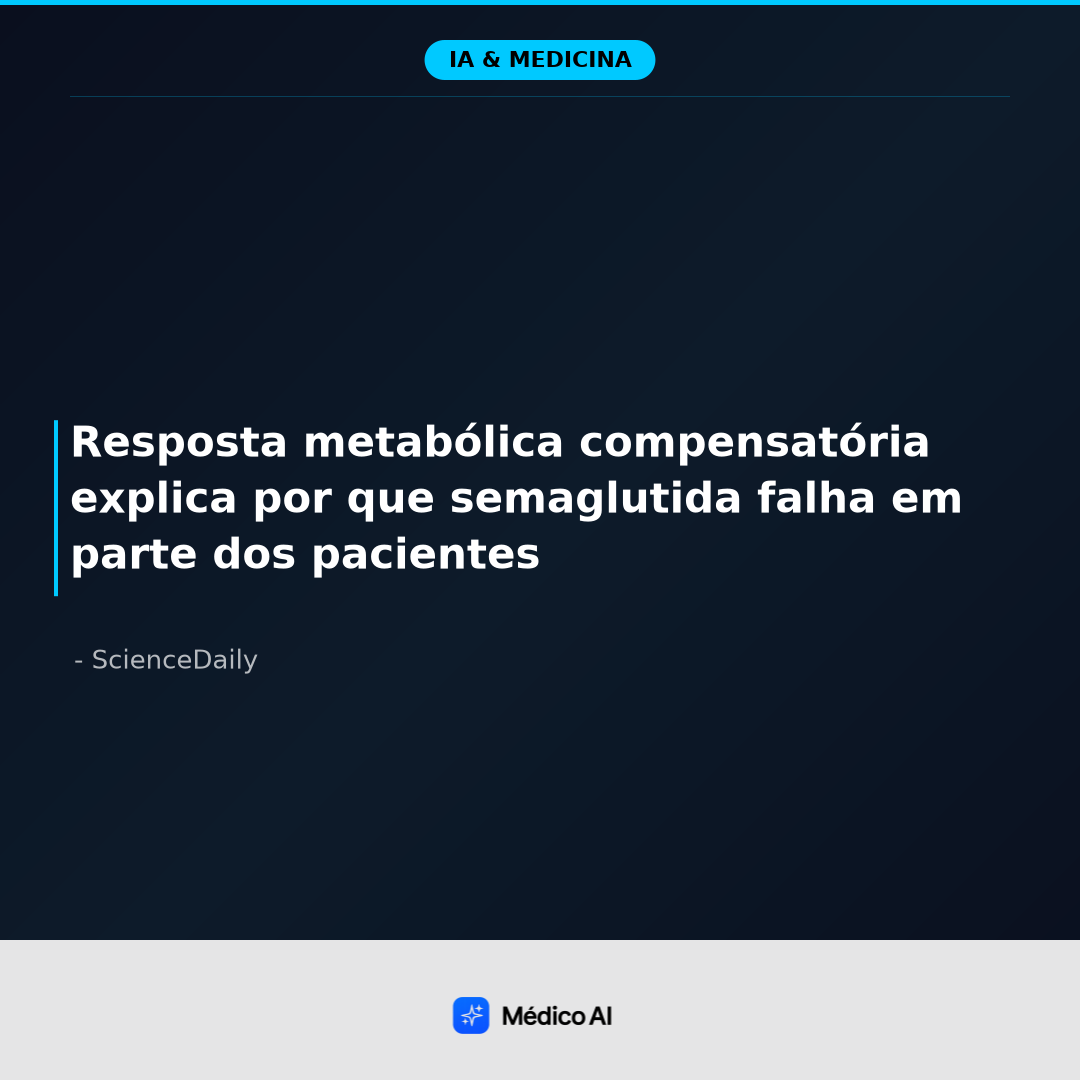 IA & MEDICINA
Resposta metabólica compensatória
explica por que semaglutida falha em
parte dos pacientes
- ScienceDaily
Médico AI